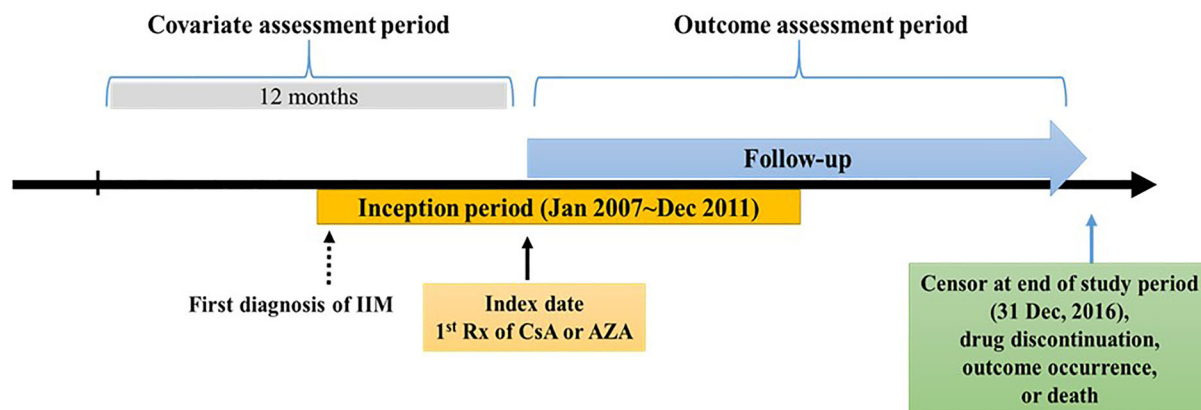 Covariate assessment period
Outcome assessment period
12 months
Follow-up
Inception period (Jan 2007~Dec 2011)
First diagnosis of IIM
Index date
1st Rx of CsA or AZA
Censor at end of study period
(31 Dec, 2016),
drug discontinuation,
outcome occurrence,
or death